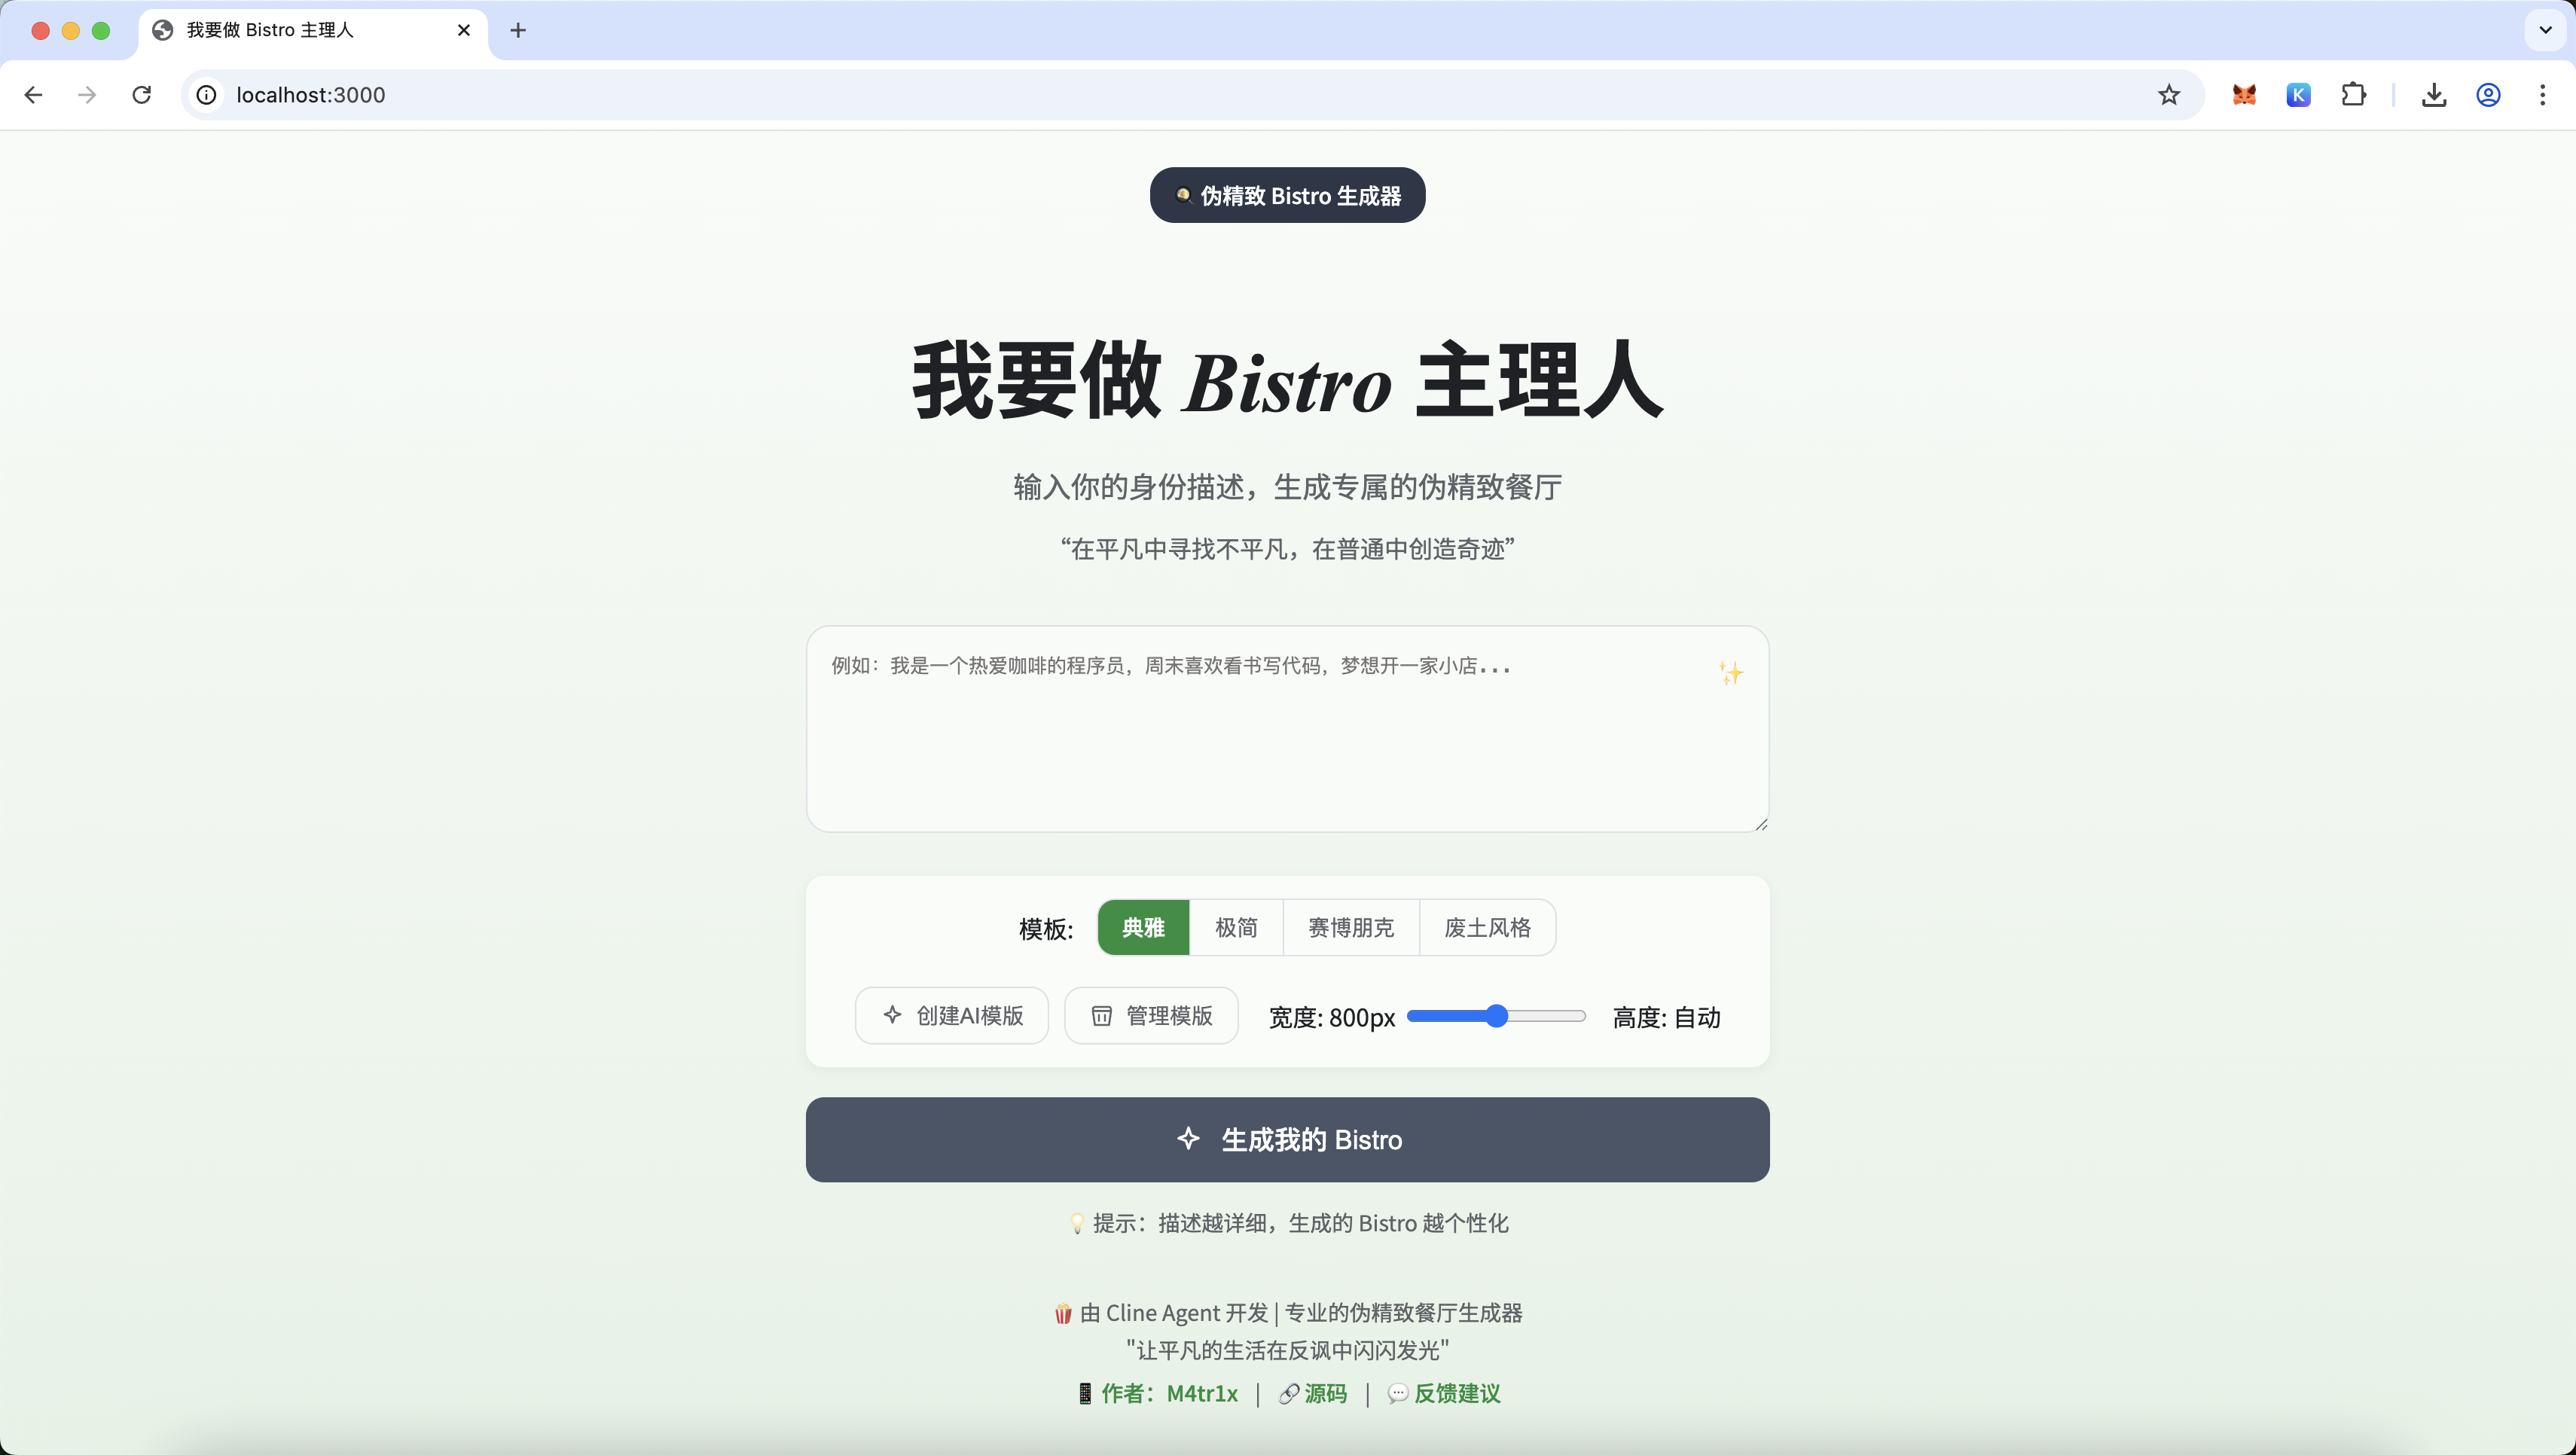 我要做 Bistro 主理人
localhost:3000
K
伪精致 Bistro 生成器
我要做 Bistro 主理人
输入你的身份描述，生成专属的伪精致餐厅
“在平凡中寻找不平凡，在普通中创造奇迹”
例如：我是一个热爱咖啡的程序员，周末喜欢看书写代码，梦想开一家小店...
模板: 典雅 极简 赛博朋克 废土风格
创建AI模版 管理模版 宽度: 800px 高度: 自动
生成我的 Bistro
提示：描述越详细，生成的 Bistro 越个性化
由 Cline Agent 开发 | 专业的伪精致餐厅生成器
"让平凡的生活在反讽中闪闪发光"
作者：M4tr1x | 源码 | 反馈建议